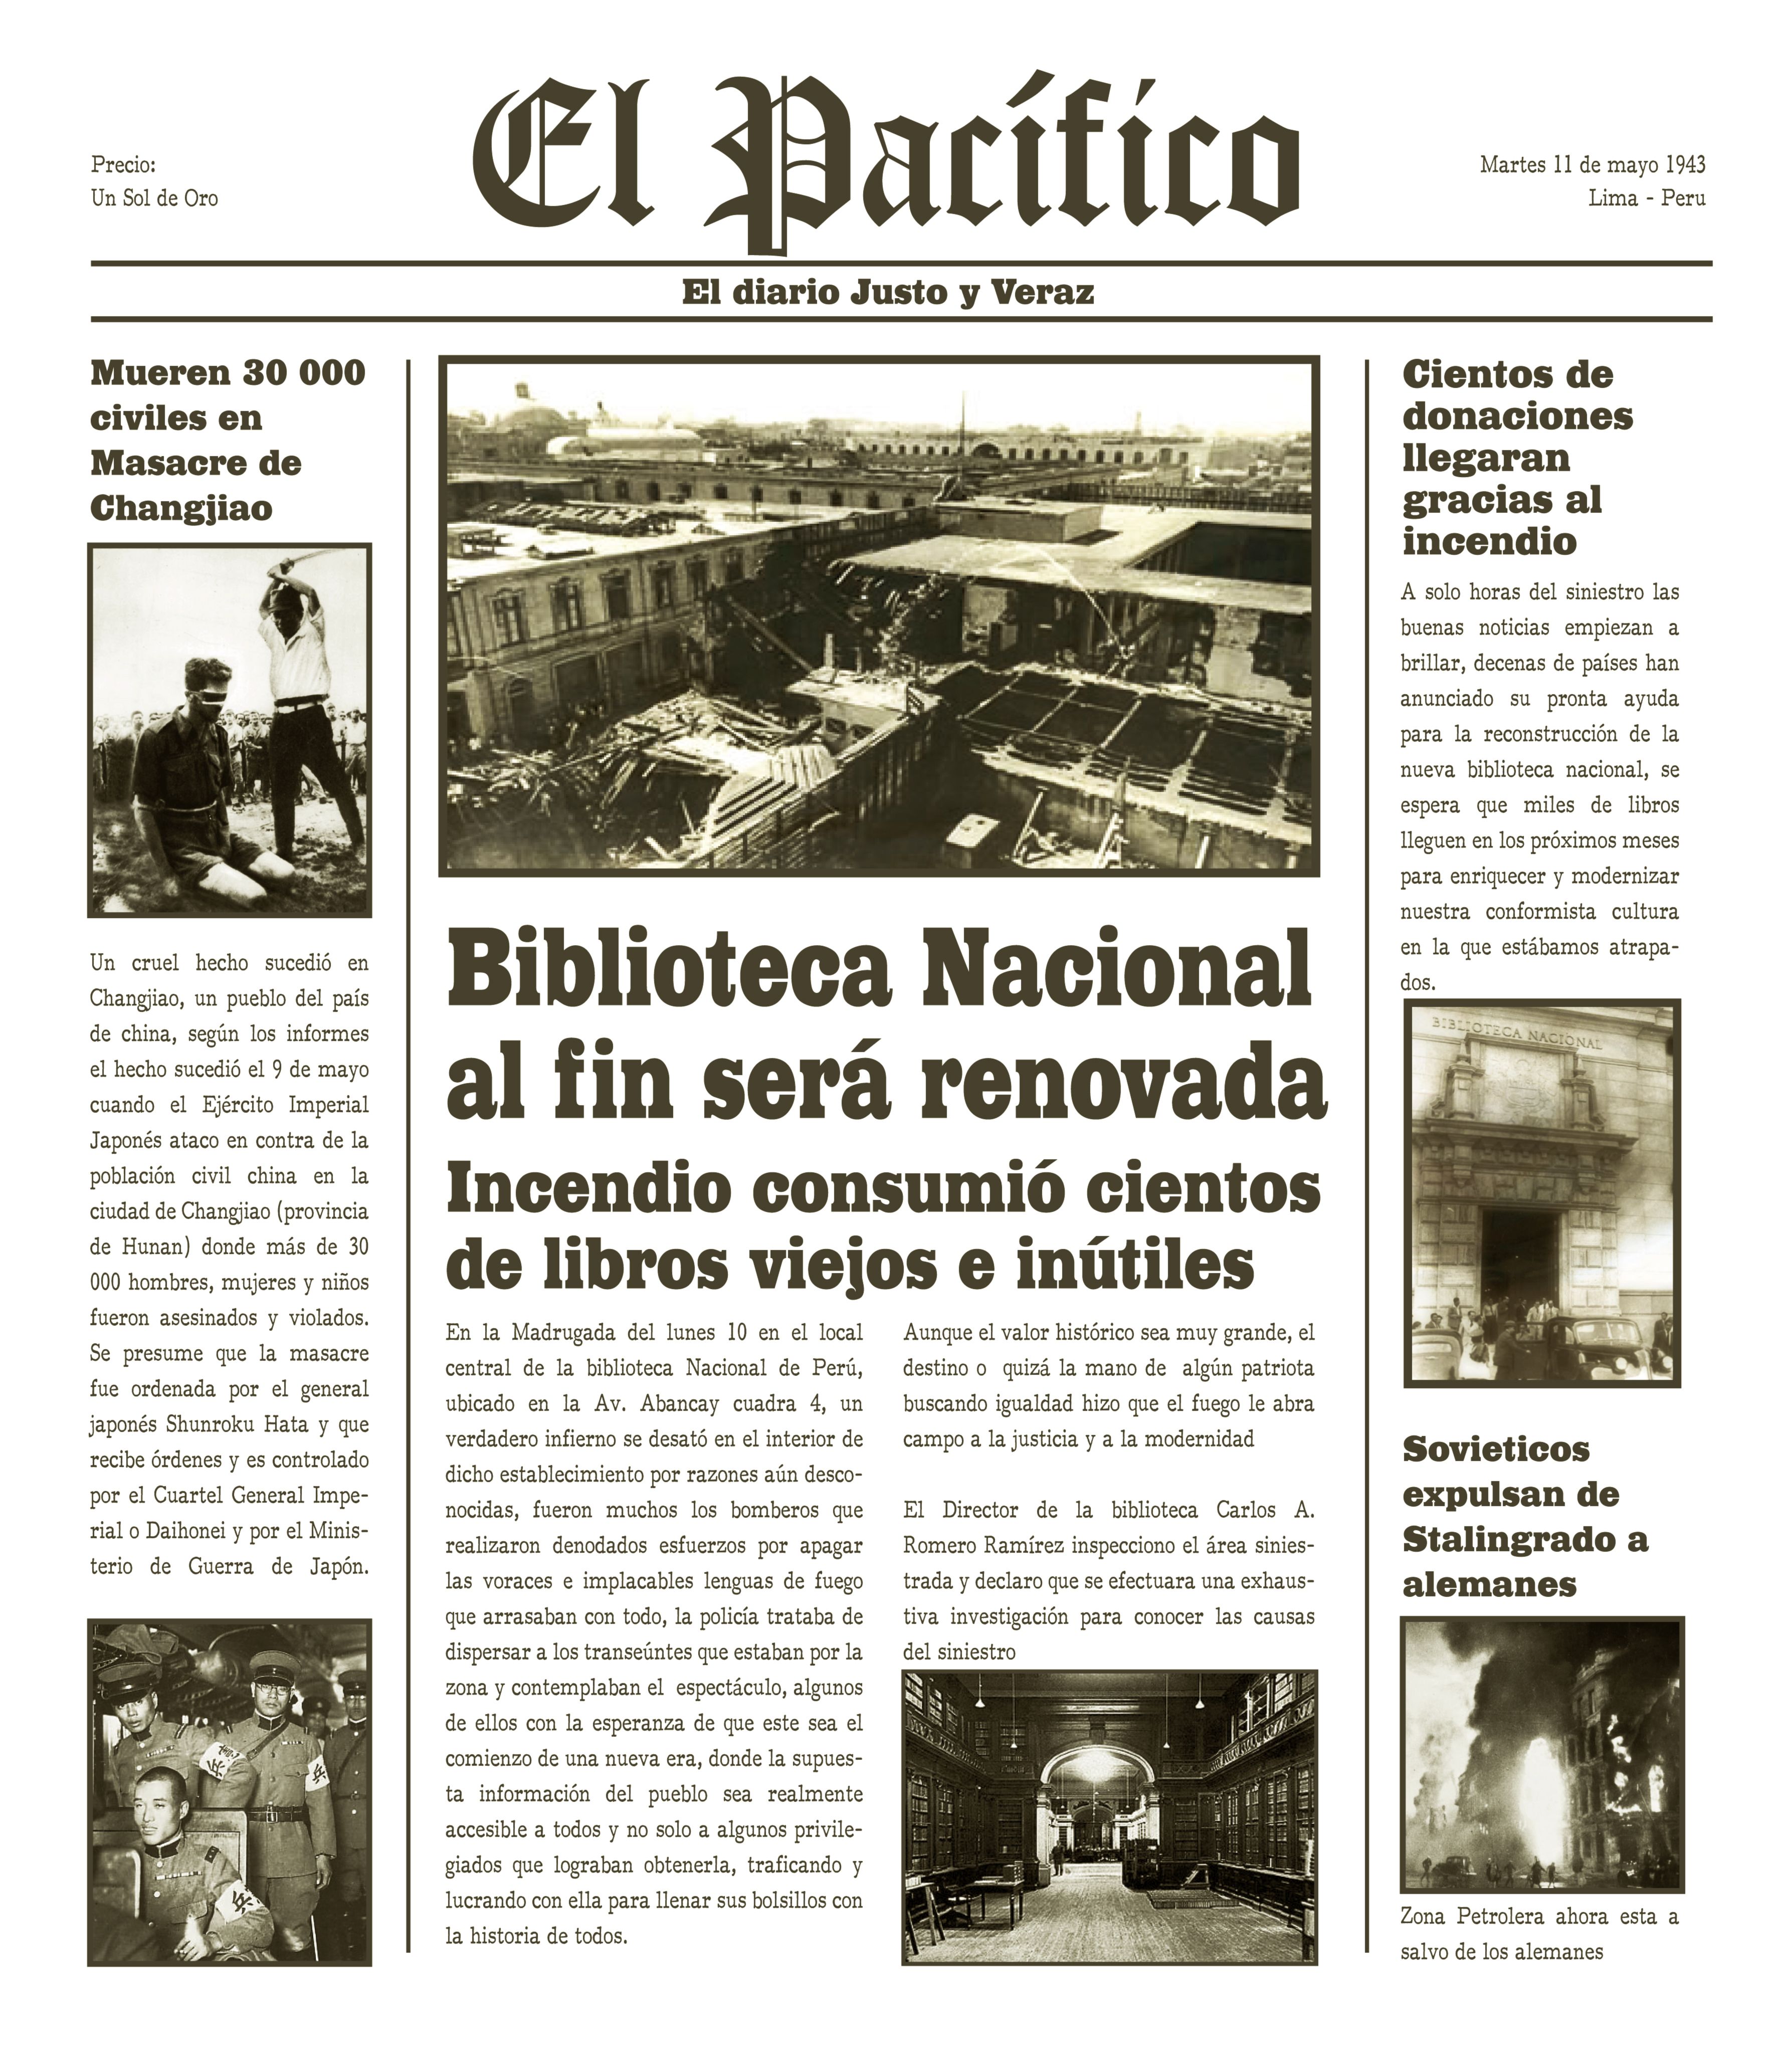 Precio:
Un Sol de Oro
El Pacífico
Martes 11 de mayo 1943
Lima - Peru
El diario Justo y Veraz
Mueren 30 000
civiles en
Masacre de
Changjiao
Un cruel hecho sucedió en
Changjiao, un pueblo del país
de china, según los informes
el hecho sucedió el 9 de mayo
cuando el Ejército Imperial
Japonés ataco en contra de la
población civil china en la
ciudad de Changjiao (provincia
de Hunan) donde más de 30
000 hombres, mujeres y niños
fueron asesinados y violados.
Se presume que la masacre
fue ordenada por el general
japonés Shunroku Hata y que
recibe órdenes y es controlado
por el Cuartel General Impe-
rial o Daihonei y por el Minis-
terio de Guerra de Japón.
Biblioteca Nacional
al fin será renovada
Incendio consumió cientos
de libros viejos e inútiles
En la Madrugada del lunes 10 en el local
central de la biblioteca Nacional de Perú,
ubicado en la Av. Abancay cuadra 4, un
verdadero infierno se desató en el interior de
dicho establecimiento por razones aún desco-
nocidas, fueron muchos los bomberos que
realizaron denodados esfuerzos por apagar
las voraces e implacables lenguas de fuego
que arrasaban con todo, la policía trataba de
dispersar a los transeúntes que estaban por la
zona y contemplaban el espectáculo, algunos
de ellos con la esperanza de que este sea el
comienzo de una nueva era, donde la supues-
ta información del pueblo sea realmente
accesible a todos y no solo a algunos privile-
giados que lograban obtenerla, traficando y
lucrando con ella para llenar sus bolsillos con
la historia de todos.
Aunque el valor histórico sea muy grande, el
destino o quizá la mano de algún patriota
buscando igualdad hizo que el fuego le abra
campo a la justicia y a la modernidad
El Director de la biblioteca Carlos A.
Romero Ramírez inspecciono el área sinies-
trada y declaro que se efectuara una exhaus-
tiva investigación para conocer las causas
del siniestro
Cientos de
donaciones
llegaran
gracias al
incendio
A solo horas del siniestro las
buenas noticias empiezan a
brillar, decenas de países han
anunciado su pronta ayuda
para la reconstrucción de la
nueva biblioteca nacional, se
espera que miles de libros
lleguen en los próximos meses
para enriquecer y modernizar
nuestra conformista cultura
en la que estábamos atrapa-
dos.
BIBLIOTECA NACIONAL
Sovieticos
expulsan de
Stalingrado a
alemanes
Zona Petrolera ahora esta a
salvo de los alemanes